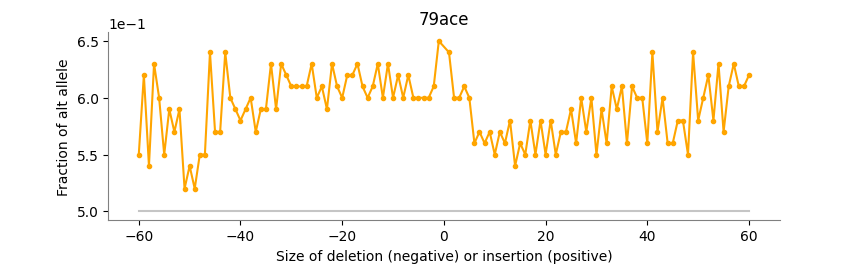 79ace
1e−1
6.5
6.0
5.5
5.0
Fraction of alt allele
−60 −40 −20 0 20 40 60
Size of deletion (negative) or insertion (positive)